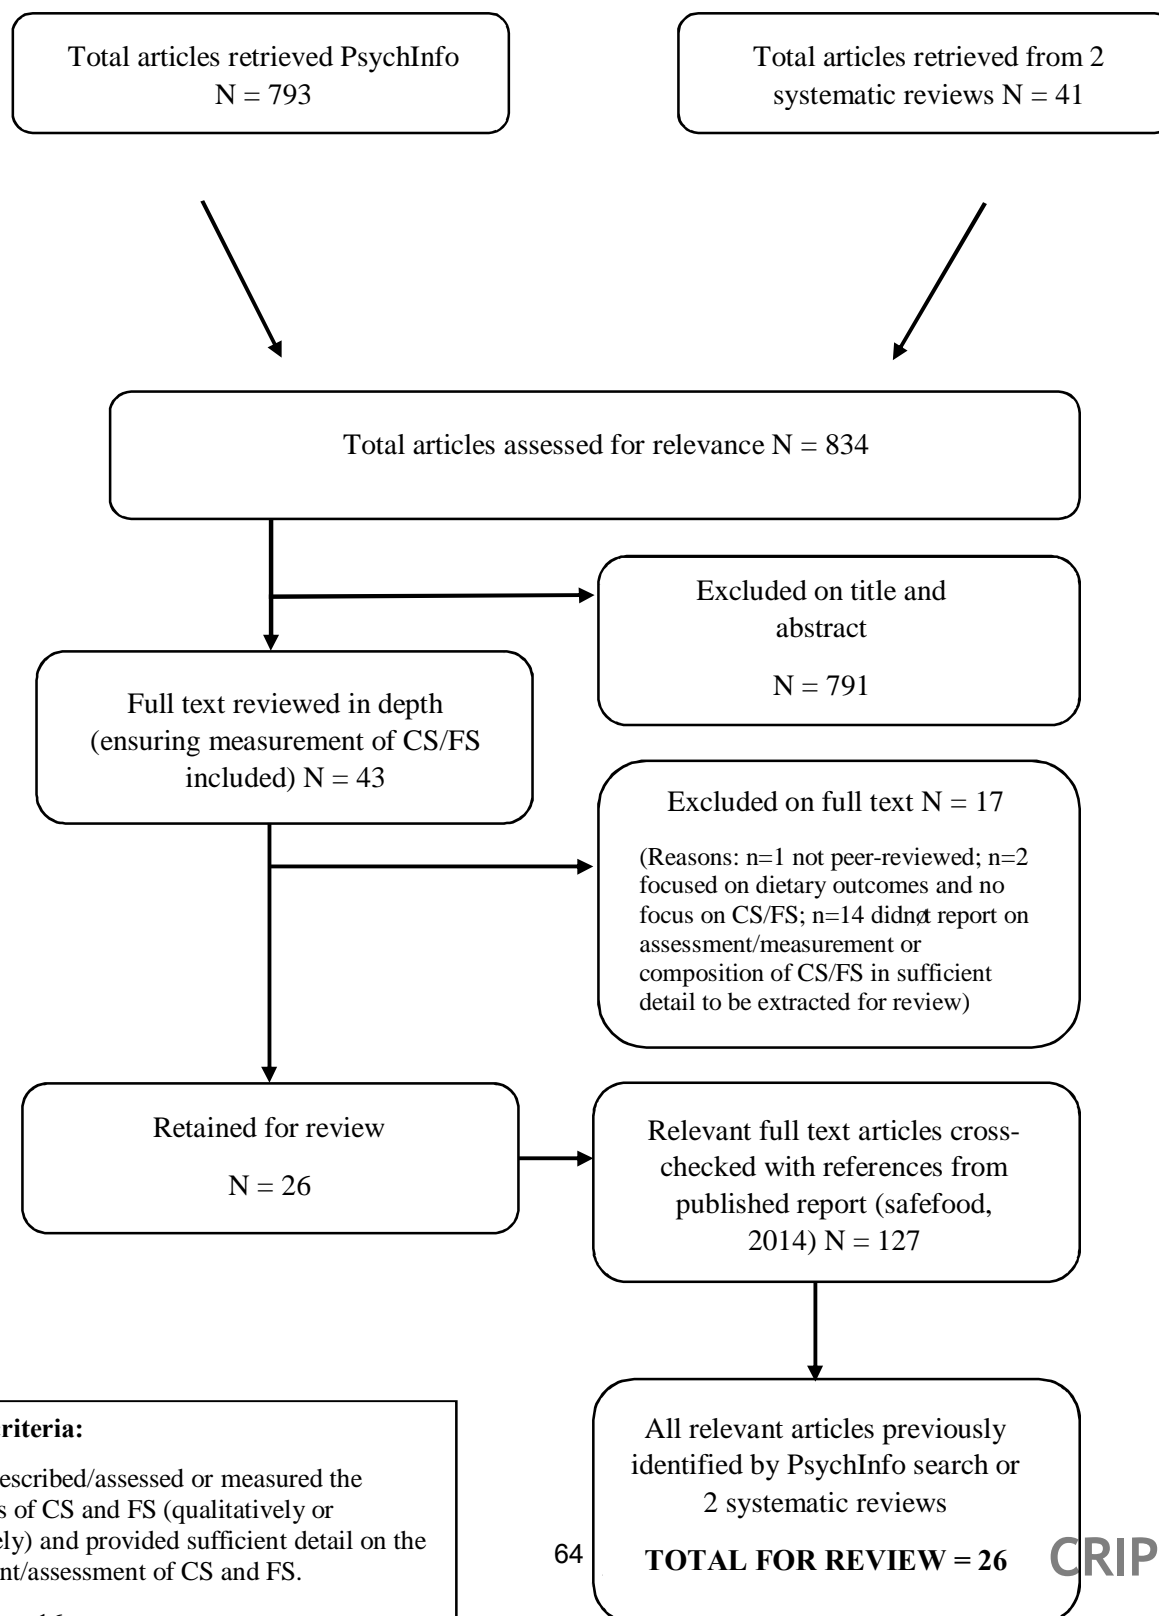 Total articles retrieved PsychInfo
N = 793
Total articles retrieved from 2
systematic reviews N = 41
Total articles assessed for relevance N = 834
Excluded on title and
abstract
N = 791
Full text reviewed in depth
(ensuring measurement of CS/FS
included) N = 43
Excluded on full text N = 17
(Reasons: n=1 not peer-reviewed; n=2
focused on dietary outcomes and no
focus on CS/FS; n=14 didnøt report on
assessment/measurement or
composition of CS/FS in sufficient
detail to be extracted for review)
Retained for review
N = 26
Relevant full text articles cross-
checked with references from
published report (safefood,
2014) N = 127
All relevant articles previously
identified by PsychInfo search or
2 systematic reviews
TOTAL FOR REVIEW = 26
criteria:
escribed/assessed or measured the
s of CS and FS (qualitatively or
ely) and provided sufficient detail on the
nt/assessment of CS and FS.
64
CRIP